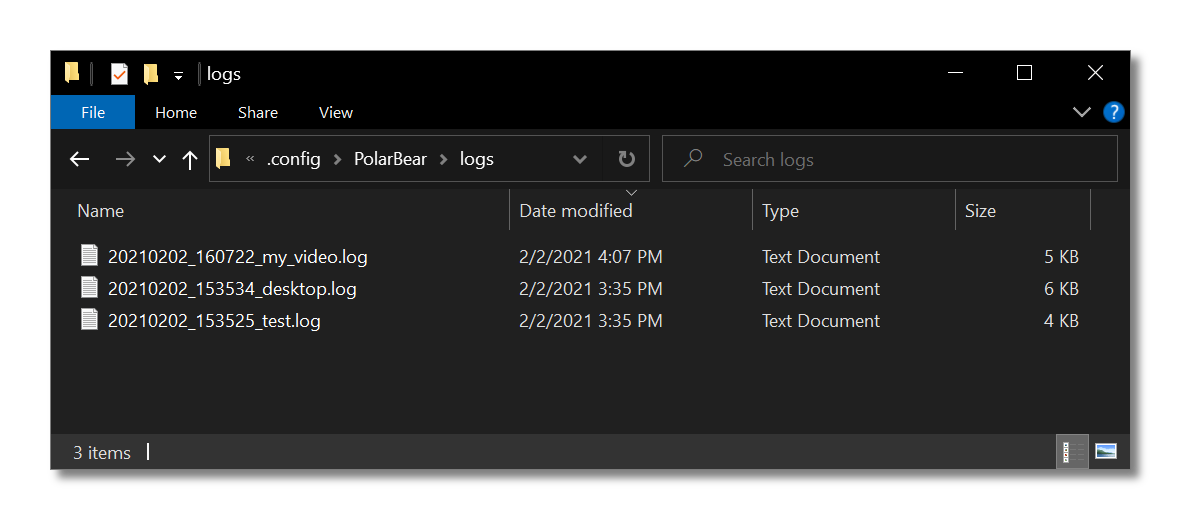 logs
File Home Share View ?
« .config > PolarBear > logs Search logs
Name Date modified Type Size
20210202_160722_my_video.log 2/2/2021 4:07 PM Text Document 5 KB
20210202_153534_desktop.log 2/2/2021 3:35 PM Text Document 6 KB
20210202_153525_test.log 2/2/2021 3:35 PM Text Document 4 KB
3 items